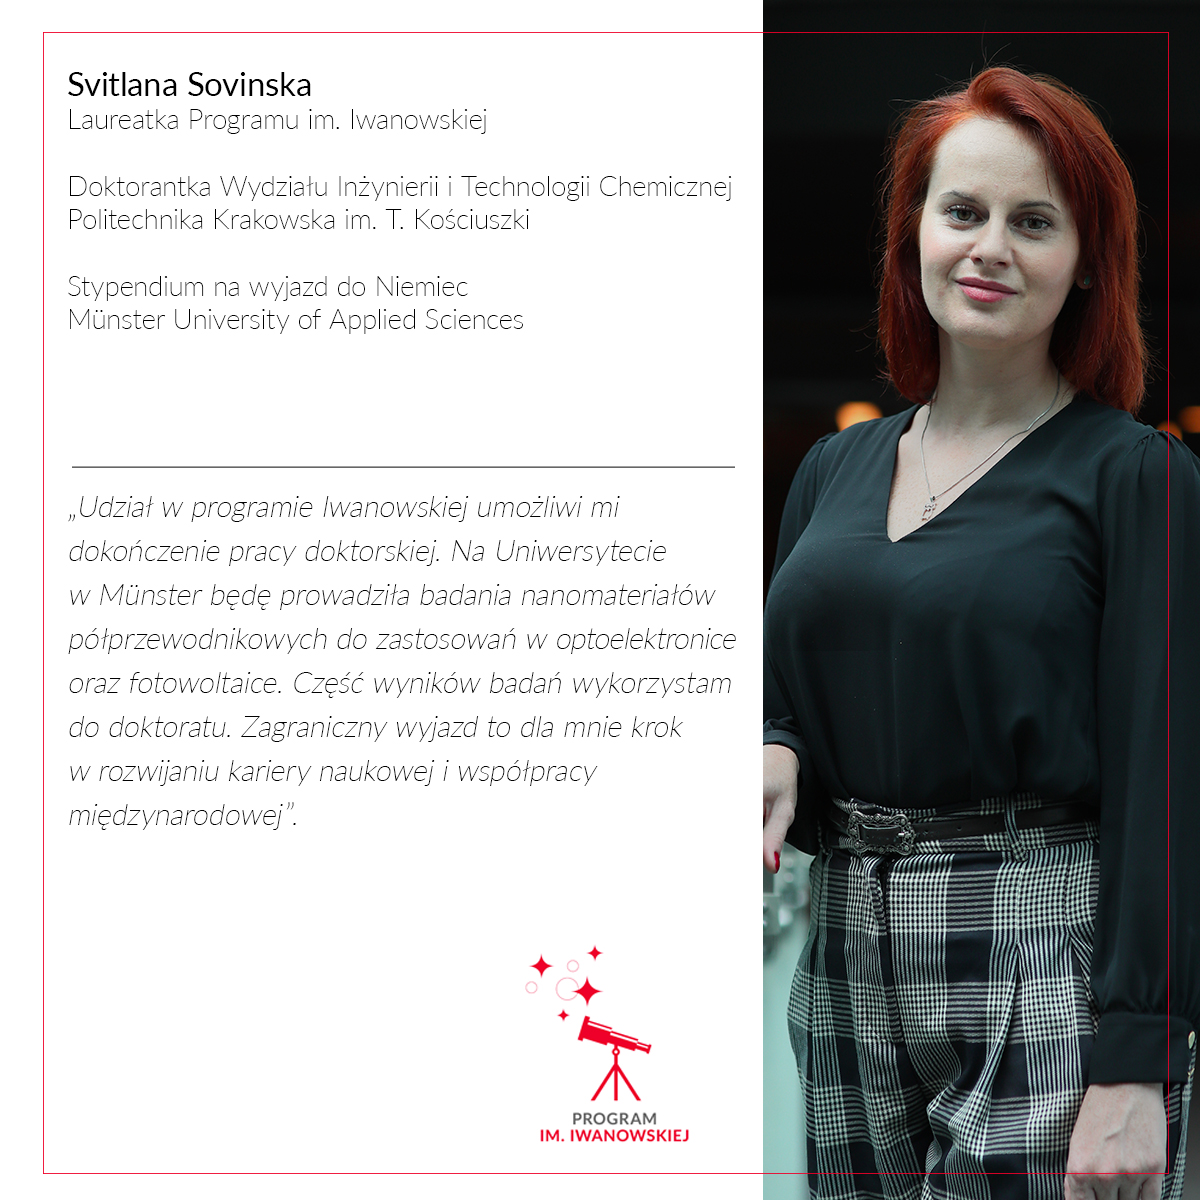 Svitlana Sovinska
Laureatka Programu im. Iwanowskiej
Doktorantka Wydziału Inżynierii i Technologii Chemicznej
Politechnika Krakowska im. T. Kościuszki
Stypendium na wyjazd do Niemiec
Münster University of Applied Sciences
„Udział w programie Iwanowskiej umożliwi mi
dokończenie pracy doktorskiej. Na Uniwersytecie
w Münster będę prowadziła badania nanomateriałów
półprzewodnikowych do zastosowań w optoelektronice
oraz fotowoltaice. Część wyników badań wykorzystam
do doktoratu. Zagraniczny wyjazd to dla mnie krok
w rozwijaniu kariery naukowej i współpracy
międzynarodowej”.
PROGRAM
IM. IWANOWSKIEJ